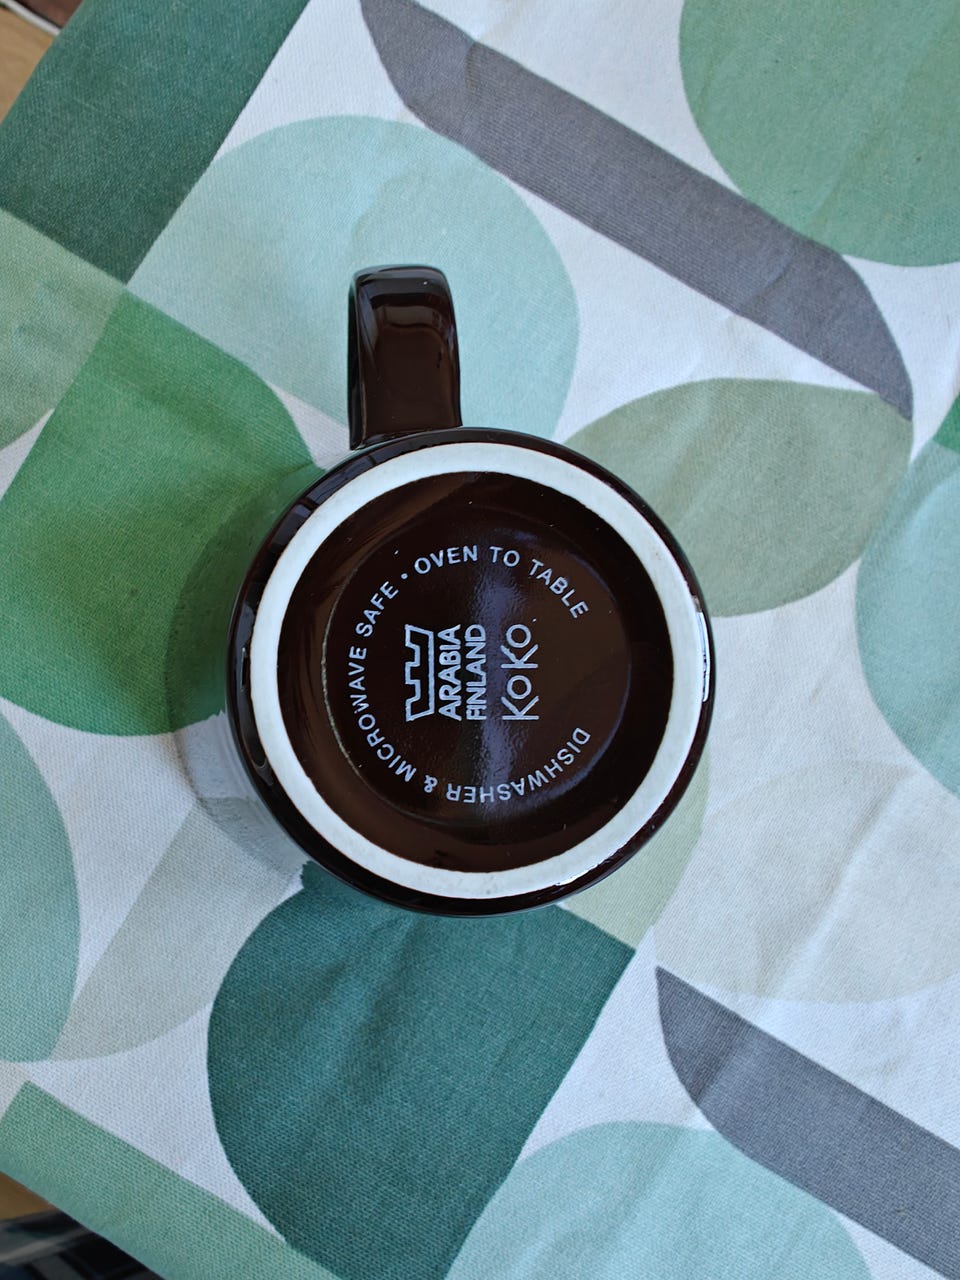 DISHWASHER & MICROWAVE SAFE • OVEN TO TABLE
ARABIA
FINLAND
KoKo